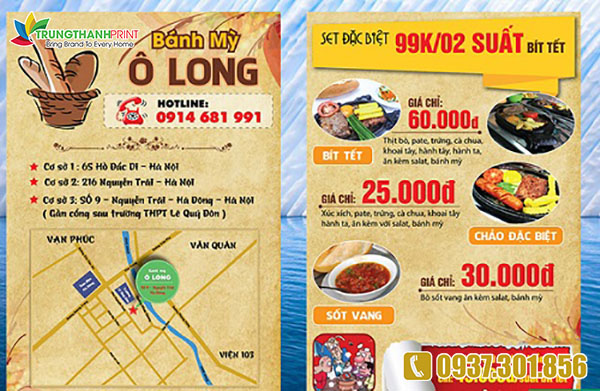 TRUNGTHANHPRINT
Bring Brand To Every Home
Bánh Mỳ
Ô LONG
HOTLINE:
0914 681 991
Cơ sở 1 : 65 Hồ Đắc Di - Hà Nội
Cơ sở 2: 216 Nguyễn Trãi - Hà Nội
Cơ sở 3: SỐ 9 - Nguyễn Trãi - Hà Đông - Hà Nội
( Gần cổng sau trường THPT Lê Quý Đôn )
VẠN PHÚC
VĂN QUÁN
Bánh mỳ
Ô LONG
VIỆN 103
SET ĐẶC BIỆT 99K/02 SUẤT BÍT TẾT
GIÁ CHỈ:
60.000đ
Thịt bò, pate, trứng, cà chua,
khoai tây, hành tây, hành ta,
ăn kèm salat, bánh mỳ
BÍT TẾT
GIÁ CHỈ: 25.000đ
Xúc xích, pate, trứng, cà chua, khoai tây
hành ta, ăn kèm với salat, bánh mỳ
CHẢO ĐẶC BIỆT
GIÁ CHỈ: 30.000đ
Bò sốt vang ăn kèm salat, bánh mỳ
SỐT VANG
0937.301.856